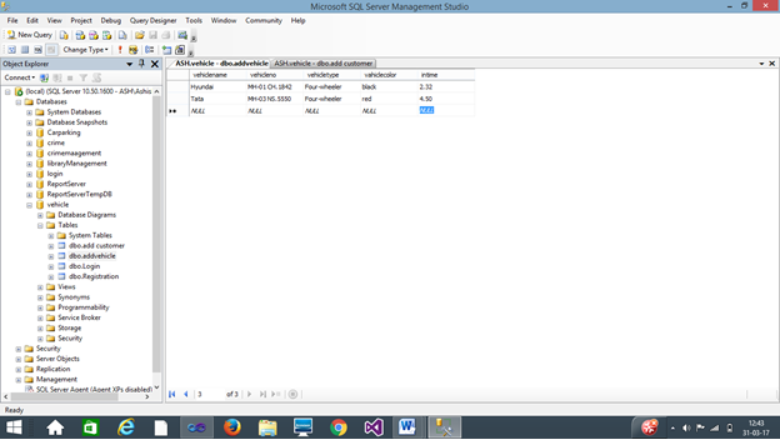 Microsoft SQL Server Management Studio
File Edit View Project Debug Query Designer Tools Window Community Help
New Query
Change Type
Object Explorer
ASH.vehicle - dbo.addvehicle ASH.vehicle - dbo.add customer
Connect
(local) (SQL Server 10.50.1600 - ASH\Ashis
Databases
System Databases
Database Snapshots
Carparking
crime
crimemaagement
libraryManagement
login
ReportServer
ReportServerTempDB
vehicle
Database Diagrams
Tables
System Tables
dbo.add customer
dbo.addvehicle
dbo.Login
dbo.Registration
Views
Synonyms
Programmability
Service Broker
Storage
Security
Security
Server Objects
Replication
Management
SQL Server Agent (Agent XPs disabled)
vehiclename vehicleno vehicletype vehiclecolor intime
Hyundai MH-01 OH.1842 Four-wheeler black 2.32
Tata MH-03 NS.5550 Four-wheeler red 4.50
NULL NULL NULL NULL NULL
3 of 3
Ready
12:43
31-03-17